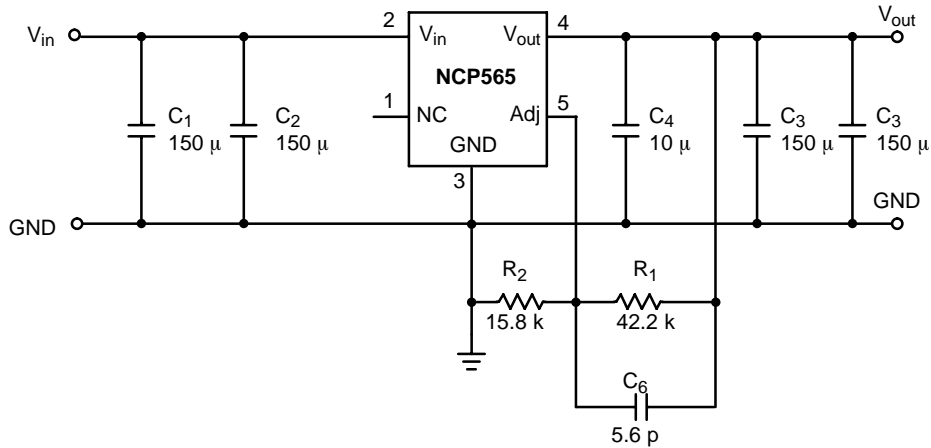 V_in
2
V_in
V_out
4
V_out
NCP565
1
NC
Adj
5
C_1
150 μ
C_2
150 μ
GND
3
C_4
10 μ
C_3
150 μ
C_3
150 μ
GND
GND
R_2
15.8 k
R_1
42.2 k
C_6
5.6 p